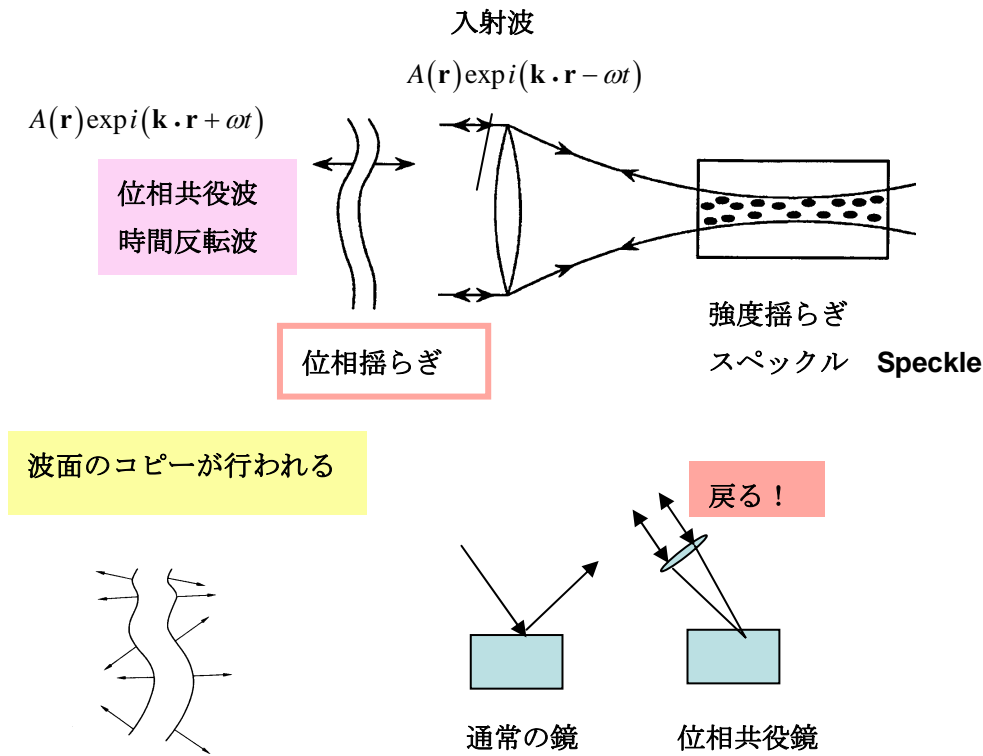 入射波
A(r)exp i(k・r − ωt)
A(r)exp i(k・r + ωt)
位相共役波
時間反転波
位相揺らぎ
強度揺らぎ
スペックル Speckle
波面のコピーが行われる
戻る！
通常の鏡
位相共役鏡